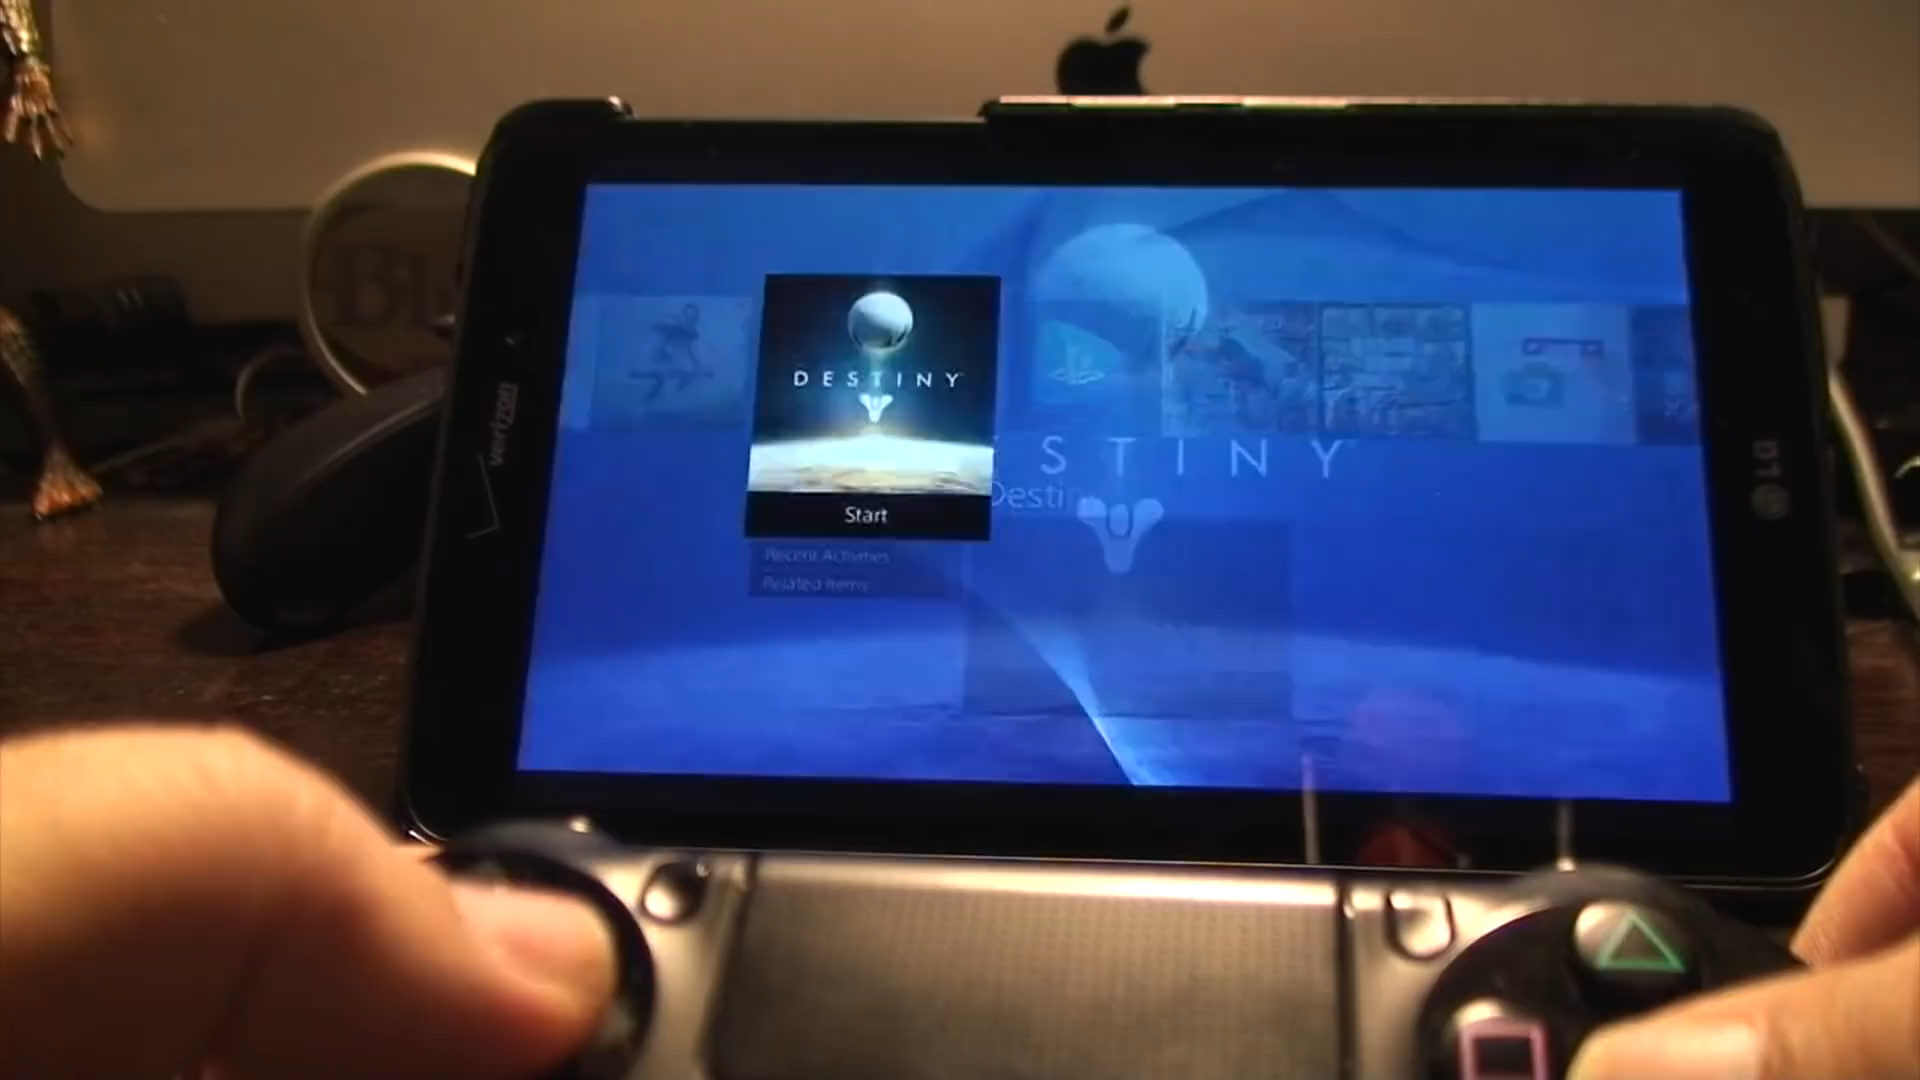 verizon
LG
DESTINY
STINY
Destin
Start
Recent Activities
Related Items